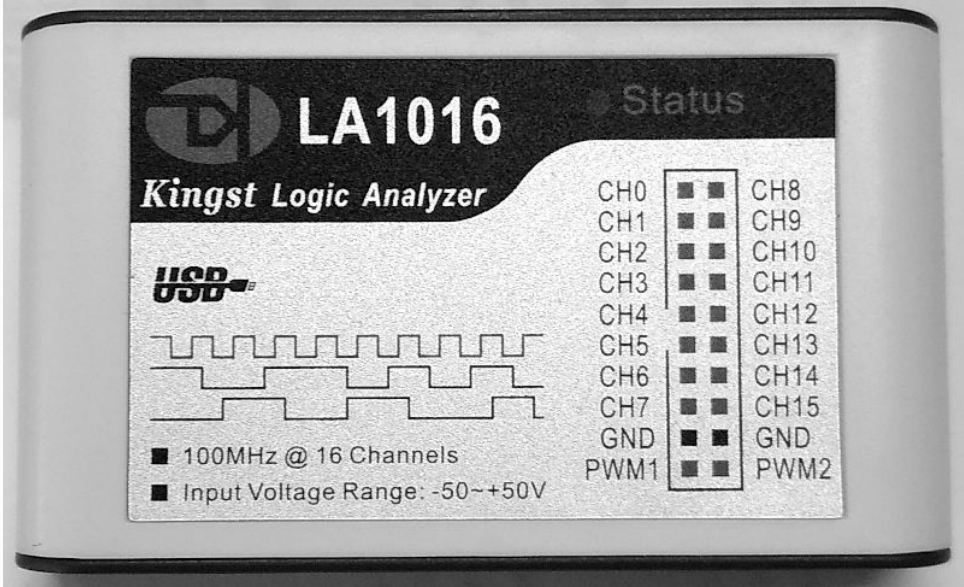 LA1016
Status
Kingst Logic Analyzer
USB
100MHz @ 16 Channels
Input Voltage Range: -50~+50V
CH0 CH8
CH1 CH9
CH2 CH10
CH3 CH11
CH4 CH12
CH5 CH13
CH6 CH14
CH7 CH15
GND GND
PWM1 PWM2